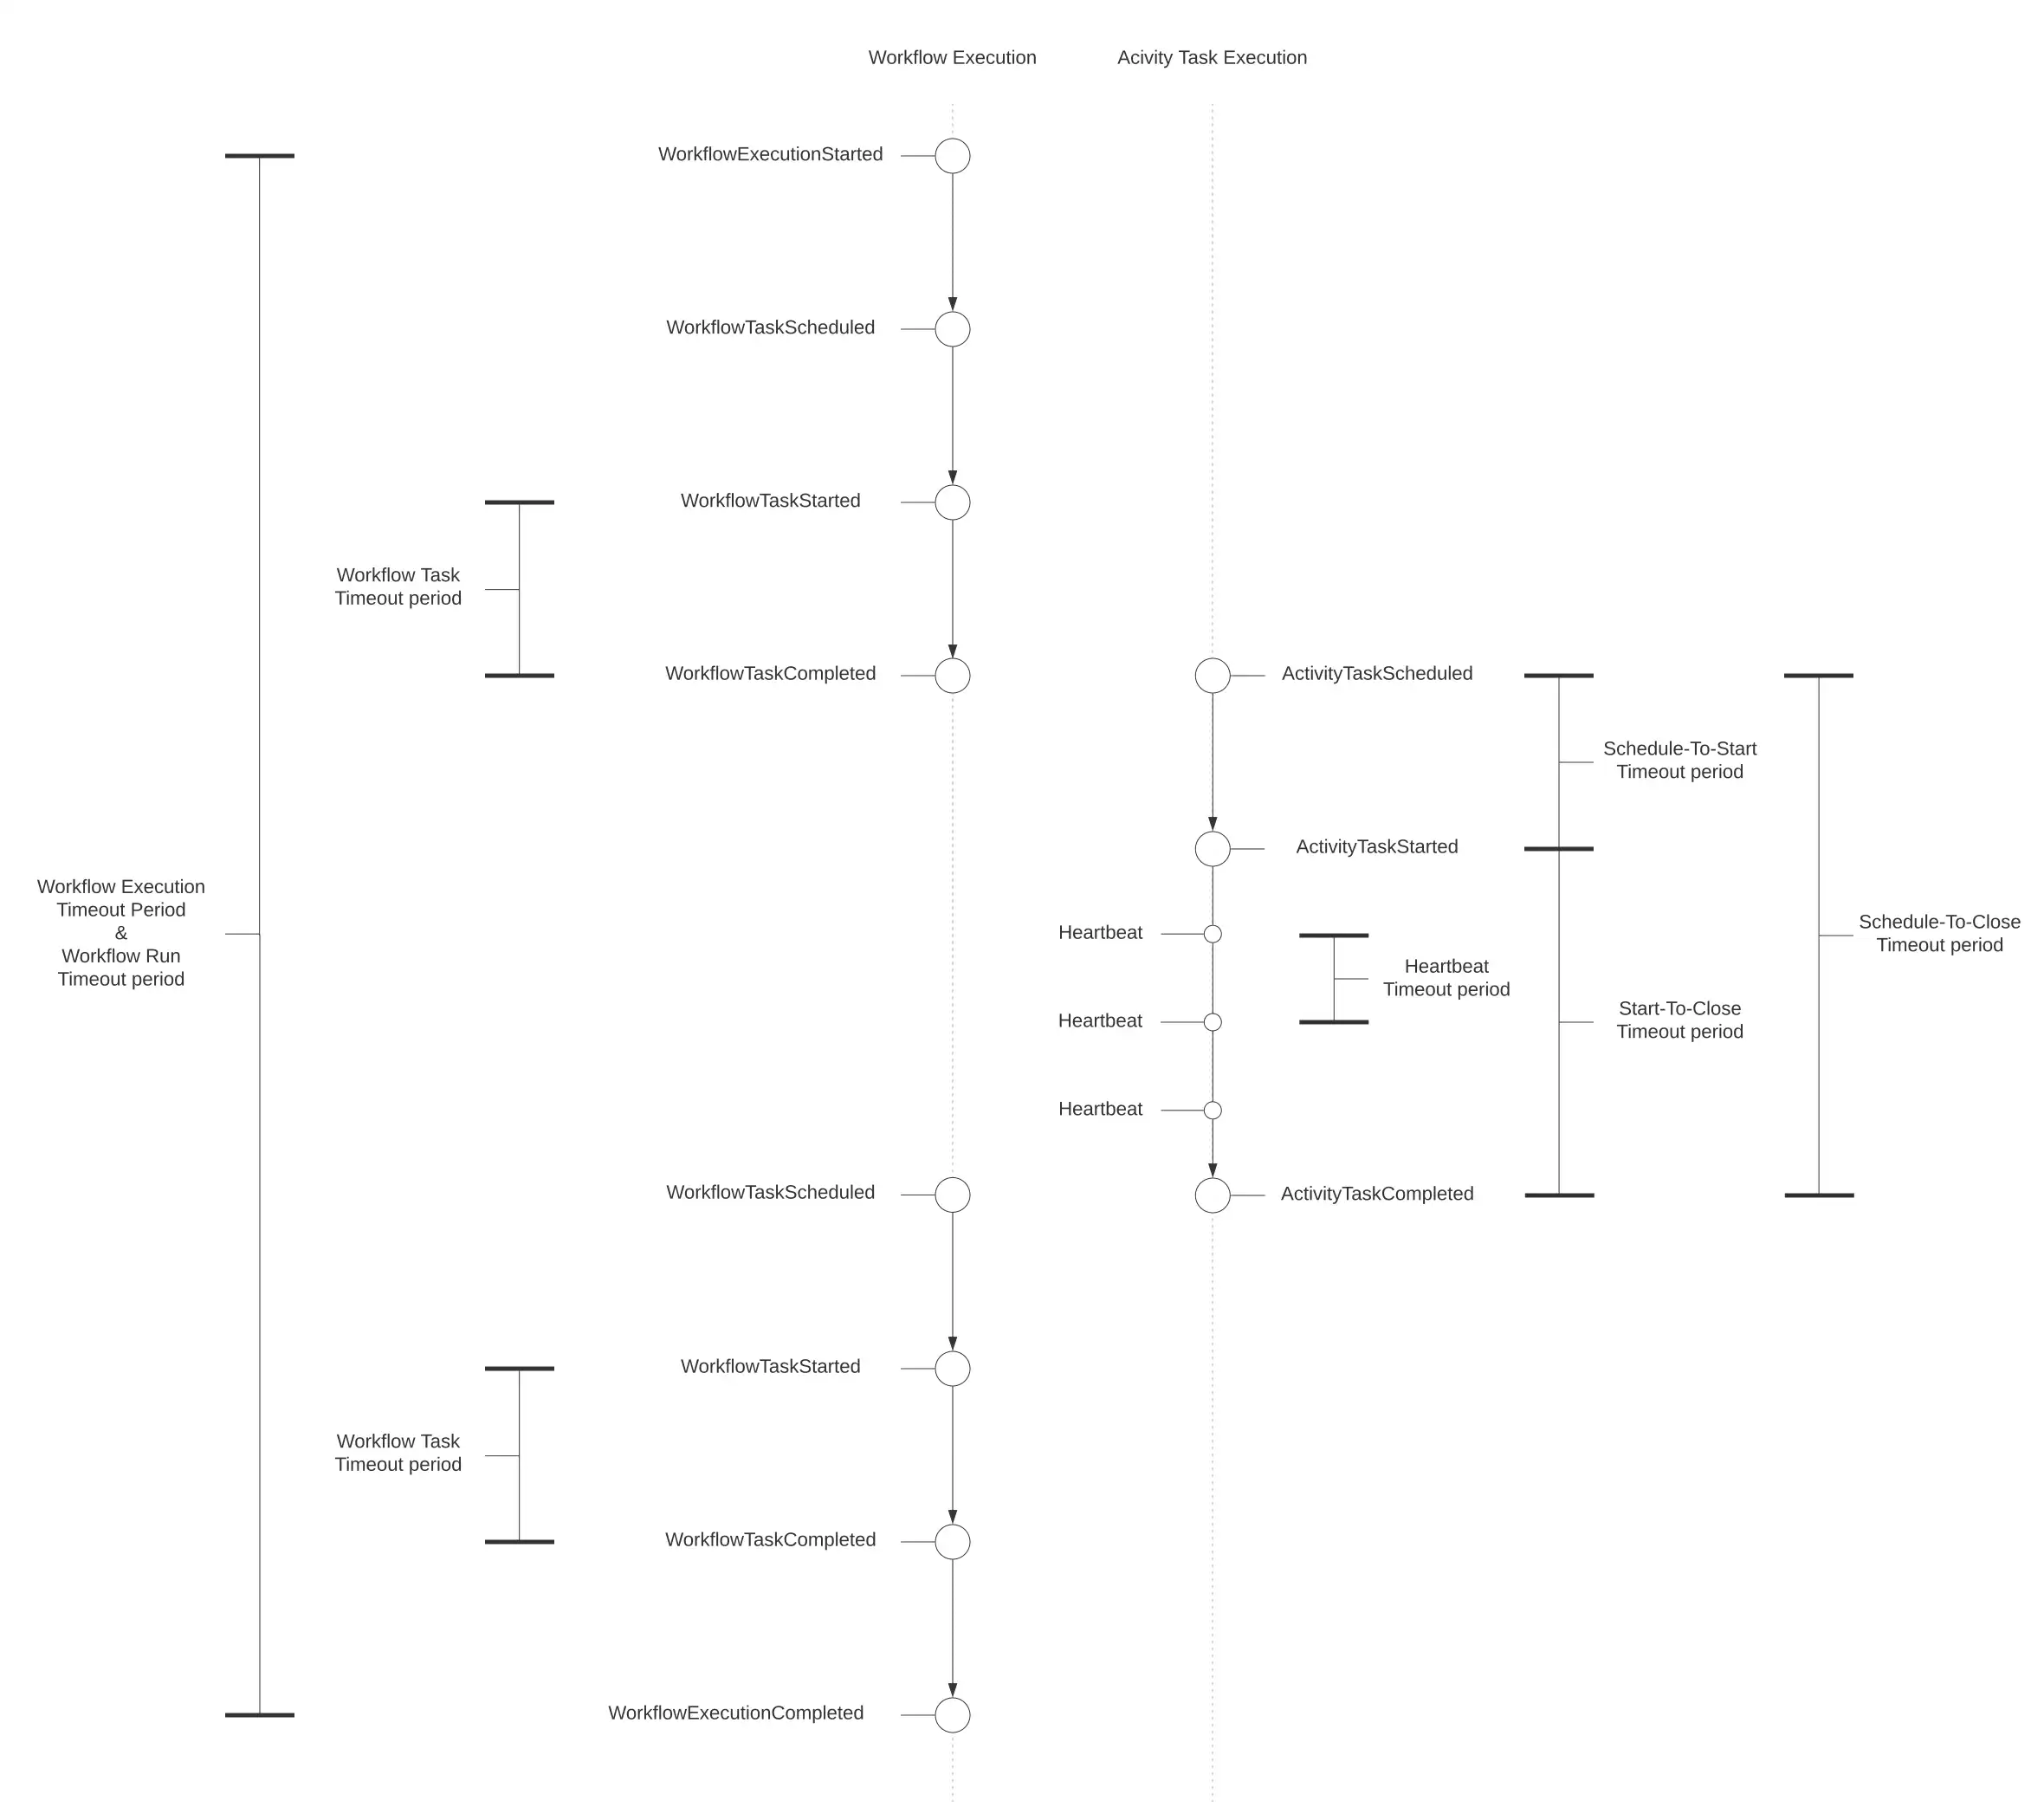 Workflow Execution
Acivity Task Execution
WorkflowExecutionStarted
WorkflowTaskScheduled
WorkflowTaskStarted
Workflow Task
Timeout period
WorkflowTaskCompleted
ActivityTaskScheduled
Schedule-To-Start
Timeout period
ActivityTaskStarted
Workflow Execution
Timeout Period
&
Workflow Run
Timeout period
Heartbeat
Heartbeat
Timeout period
Schedule-To-Close
Timeout period
Heartbeat
Start-To-Close
Timeout period
Heartbeat
WorkflowTaskScheduled
ActivityTaskCompleted
WorkflowTaskStarted
Workflow Task
Timeout period
WorkflowTaskCompleted
WorkflowExecutionCompleted